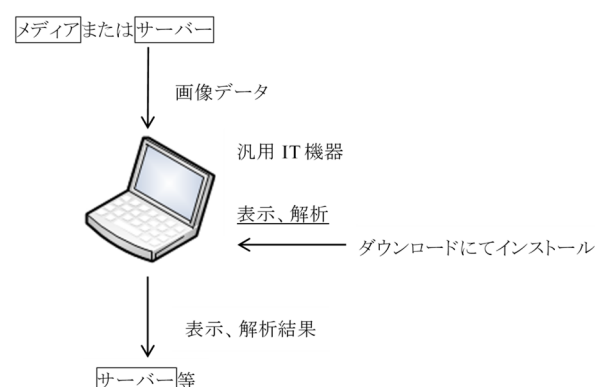 メディアまたはサーバー
画像データ
汎用 IT 機器
表示、解析
ダウンロードにてインストール
表示、解析結果
サーバー等